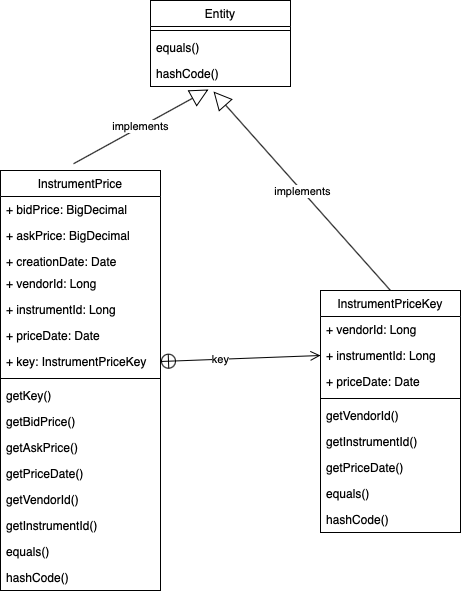 Entity
equals()
hashCode()
implements
implements
InstrumentPrice
+ bidPrice: BigDecimal
+ askPrice: BigDecimal
+ creationDate: Date
+ vendorId: Long
+ instrumentId: Long
+ priceDate: Date
+ key: InstrumentPriceKey
getKey()
getBidPrice()
getAskPrice()
getPriceDate()
getVendorId()
getInstrumentId()
equals()
hashCode()
key
InstrumentPriceKey
+ vendorId: Long
+ instrumentId: Long
+ priceDate: Date
getVendorId()
getInstrumentId()
getPriceDate()
equals()
hashCode()